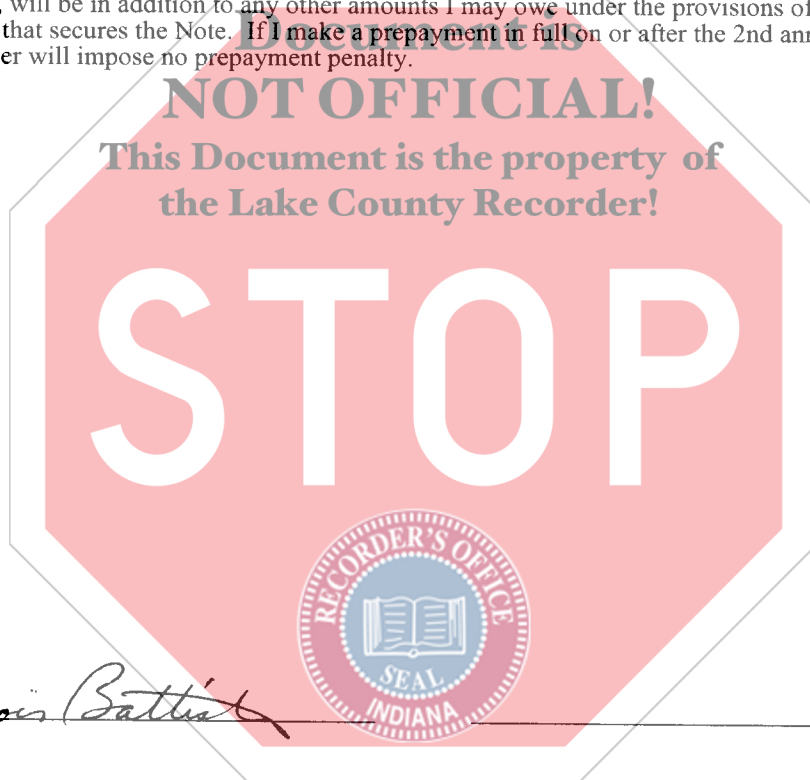 , will be in addition to any other amounts I may owe under the provisions of
that secures the Note. If I make a prepayment in full on or after the 2nd ann
er will impose no prepayment penalty.
Document is
NOT OFFICIAL!
This Document is the property of
the Lake County Recorder!
STOP
RECORDER'S OFFICE
SEAL
INDIANA
ois Battist